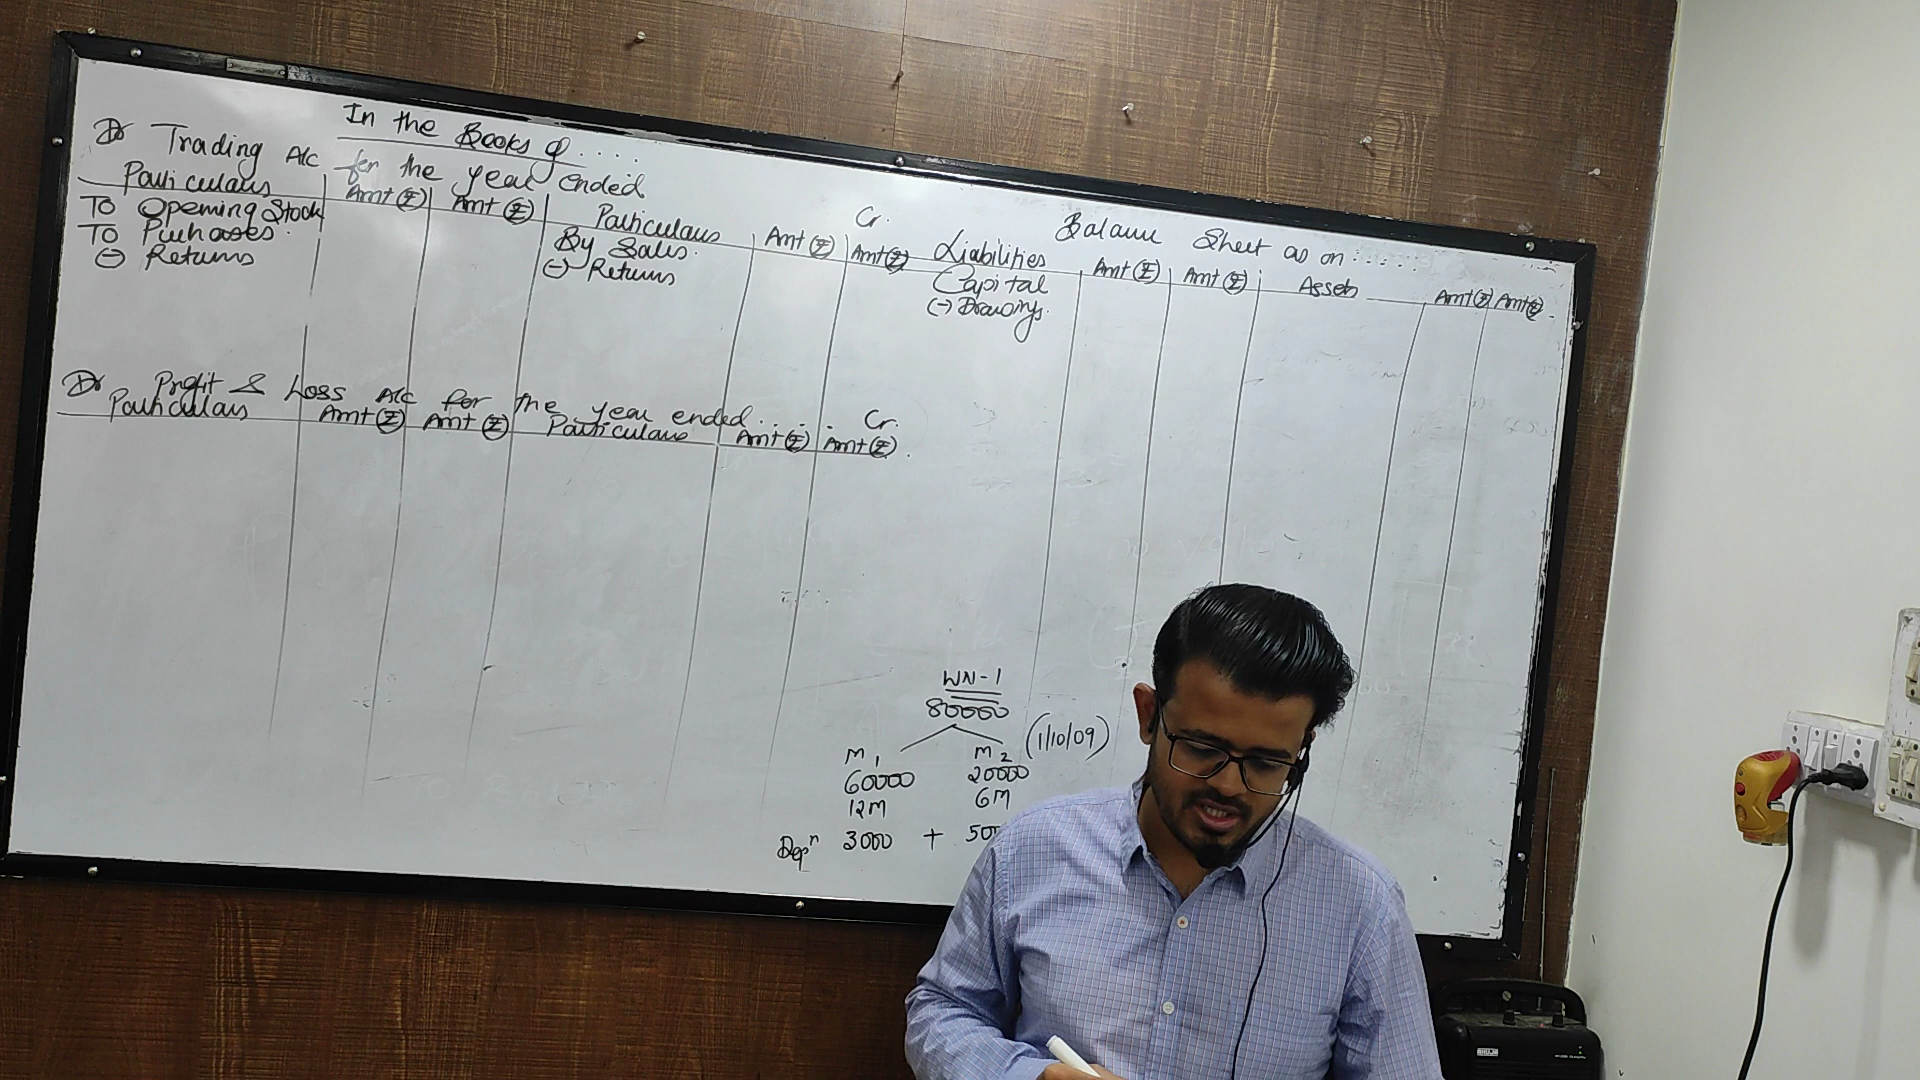 In the Books of ....
Dr Trading A/c for the year ended Cr.
Particulars Amt (₹) Amt (₹) Particulars Amt (₹) Amt (₹)
To Opening Stock
To Purchases.
(-) Returns
By Sales.
(-) Returns
Balance Sheet as on .....
Liabilities Amt (₹) Amt (₹) Assets Amt (₹) Amt (₹)
Capital
(-) Drawings.
Dr Profit & Loss A/c for the year ended.... Cr.
Particulars Amt (₹) Amt (₹) Particulars Amt (₹) Amt (₹)
WN-1
80000
M1 M2 (1/10/09)
60000 20000
12M 6M
Depn 3000 + 50